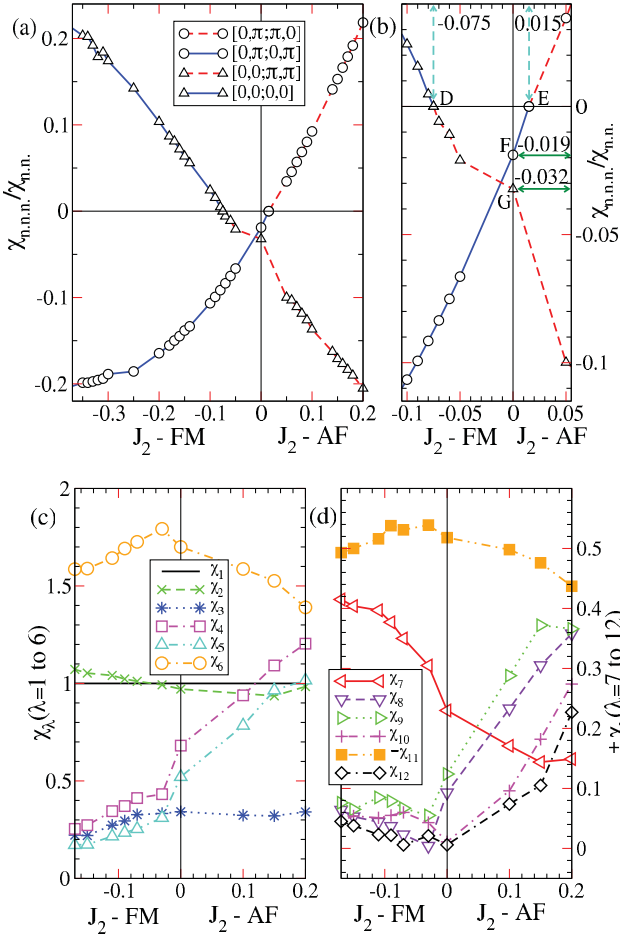 (a)
χn.n.n./χn.n.
0.2
0.1
0
-0.1
-0.2
[0,π;π,0]
[0,π;0,π]
[0,0;π,π]
[0,0;0,0]
-0.3 -0.2 -0.1 0 0.1 0.2
J2 - FM J2 - AF
(b)
-0.075 0.015
D E
F
G
-0.019
-0.032
0
-0.05
-0.1
χn.n.n./χn.n.
-0.1 -0.05 0 0.05
J2 - FM J2 - AF
(c)
χλ(λ=1 to 6)
2
1.5
1
0.5
0
χ1
χ2
χ3
χ4
χ5
χ6
-0.1 0 0.1 0.2
J2 - FM J2 - AF
(d)
χ7
χ8
χ9
χ10
-χ11
χ12
0.5
0.4
0.3
0.2
0.1
0
(λ=7 to 12)
-0.1 0 0.1 0.2
J2 - FM J2 - AF